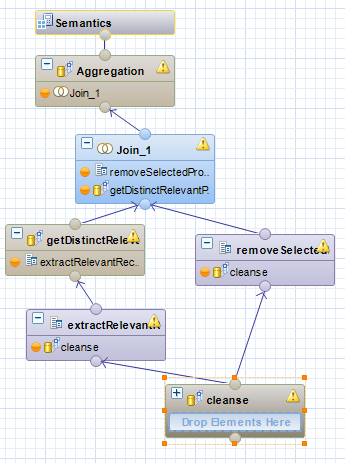 Semantics
Aggregation
Join_1
Join_1
removeSelectedPro..
getDistinctRelevantP.
getDistinctRele
extractRelevantRec..
removeSelecte
cleanse
extractRelevan
cleanse
cleanse
Drop Elements Here